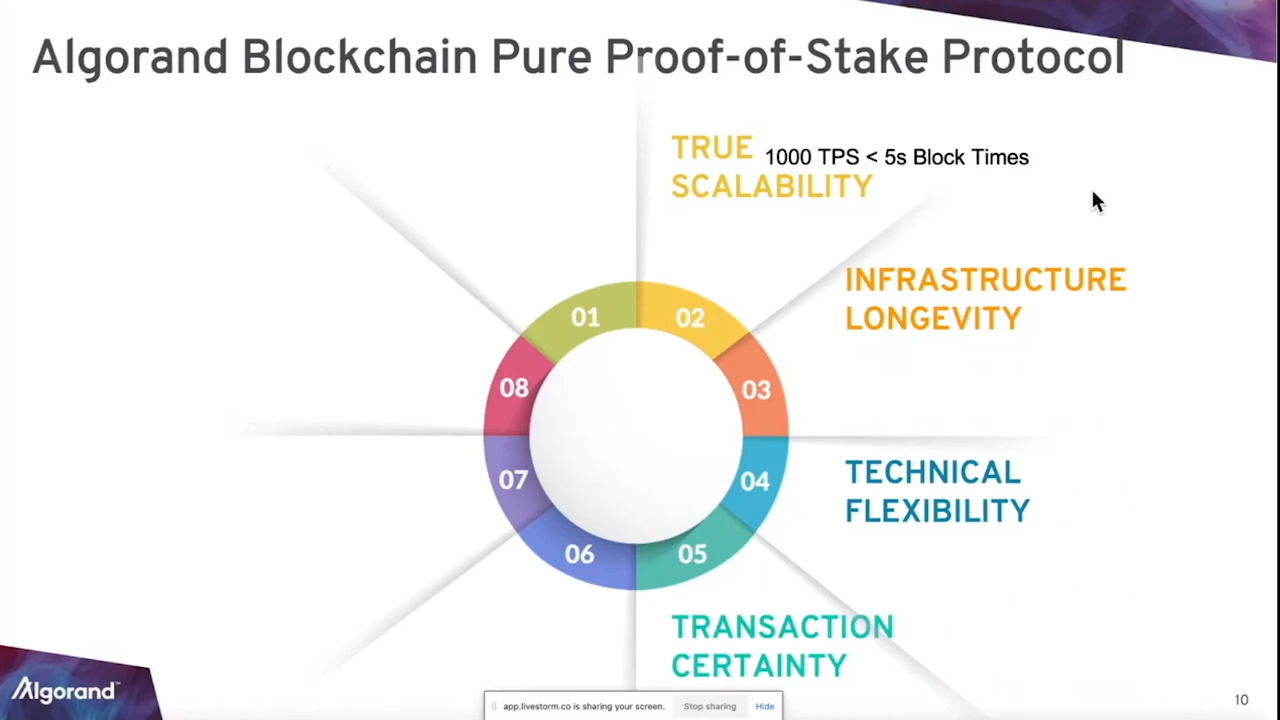 Algorand Blockchain Pure Proof-of-Stake Protocol
TRUE
SCALABILITY
1000 TPS < 5s Block Times
INFRASTRUCTURE
LONGEVITY
01
02
08
03
07
04
TECHNICAL
FLEXIBILITY
06
05
TRANSACTION
CERTAINTY
Algorand™
app.livestorm.co is sharing your screen.
Stop sharing
Hide
10